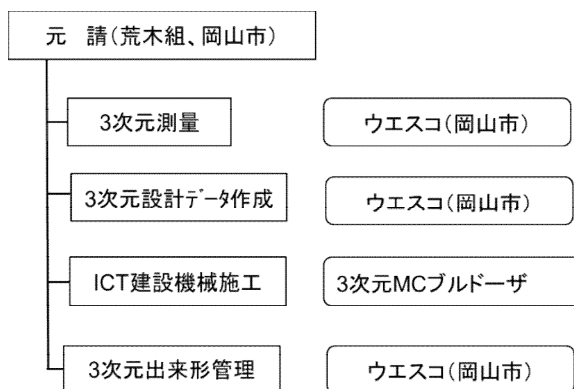 元　請(荒木組、岡山市)
3次元測量
ウエスコ(岡山市)
3次元設計ﾃﾞｰﾀ作成
ウエスコ(岡山市)
ICT建設機械施工
3次元MCブルドーザ
3次元出来形管理
ウエスコ(岡山市)